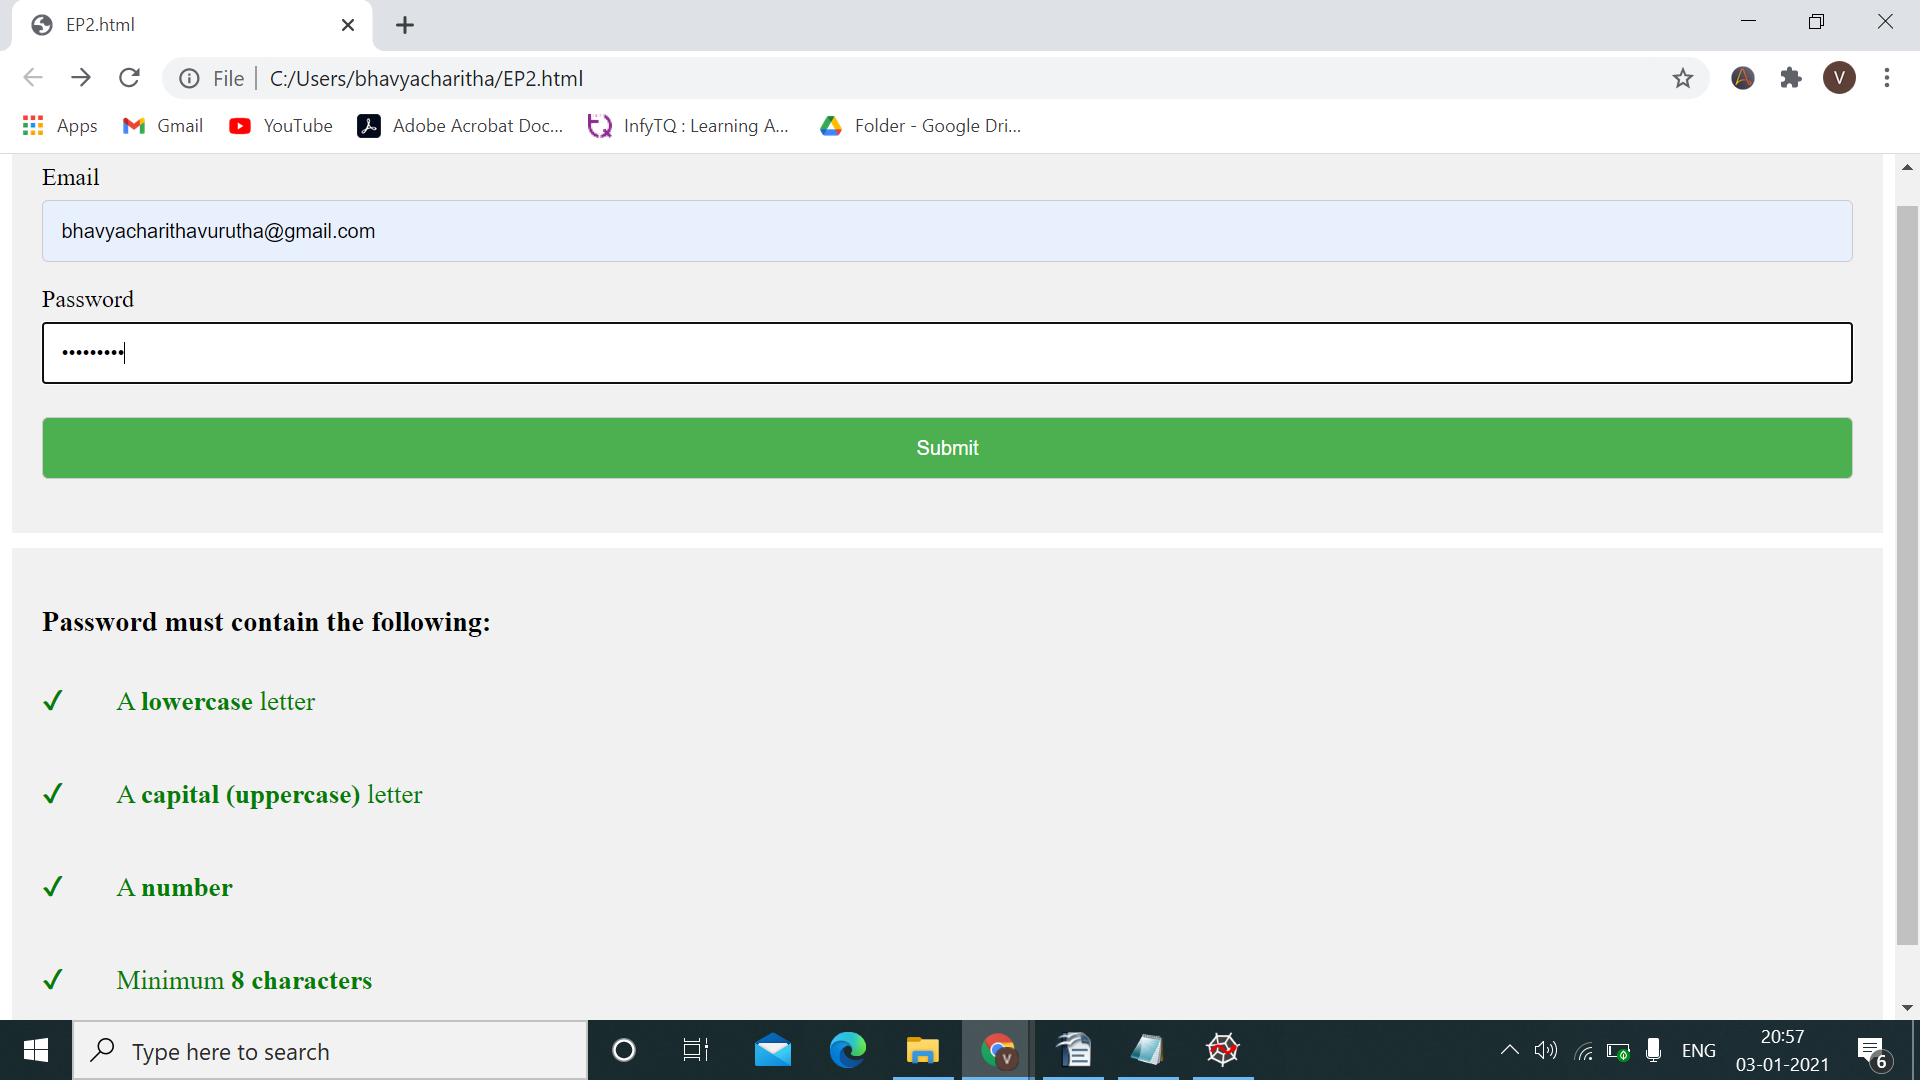 EP2.html
File
C:/Users/bhavyacharitha/EP2.html
V
Apps
Gmail
YouTube
Adobe Acrobat Doc...
InfyTQ : Learning A...
Folder - Google Dri...
Email
bhavyacharithavurutha@gmail.com
Password
•••••••••
Submit
Password must contain the following:
✓ A lowercase letter
✓ A capital (uppercase) letter
✓ A number
✓ Minimum 8 characters
Type here to search
V
ENG
20:57
03-01-2021
6